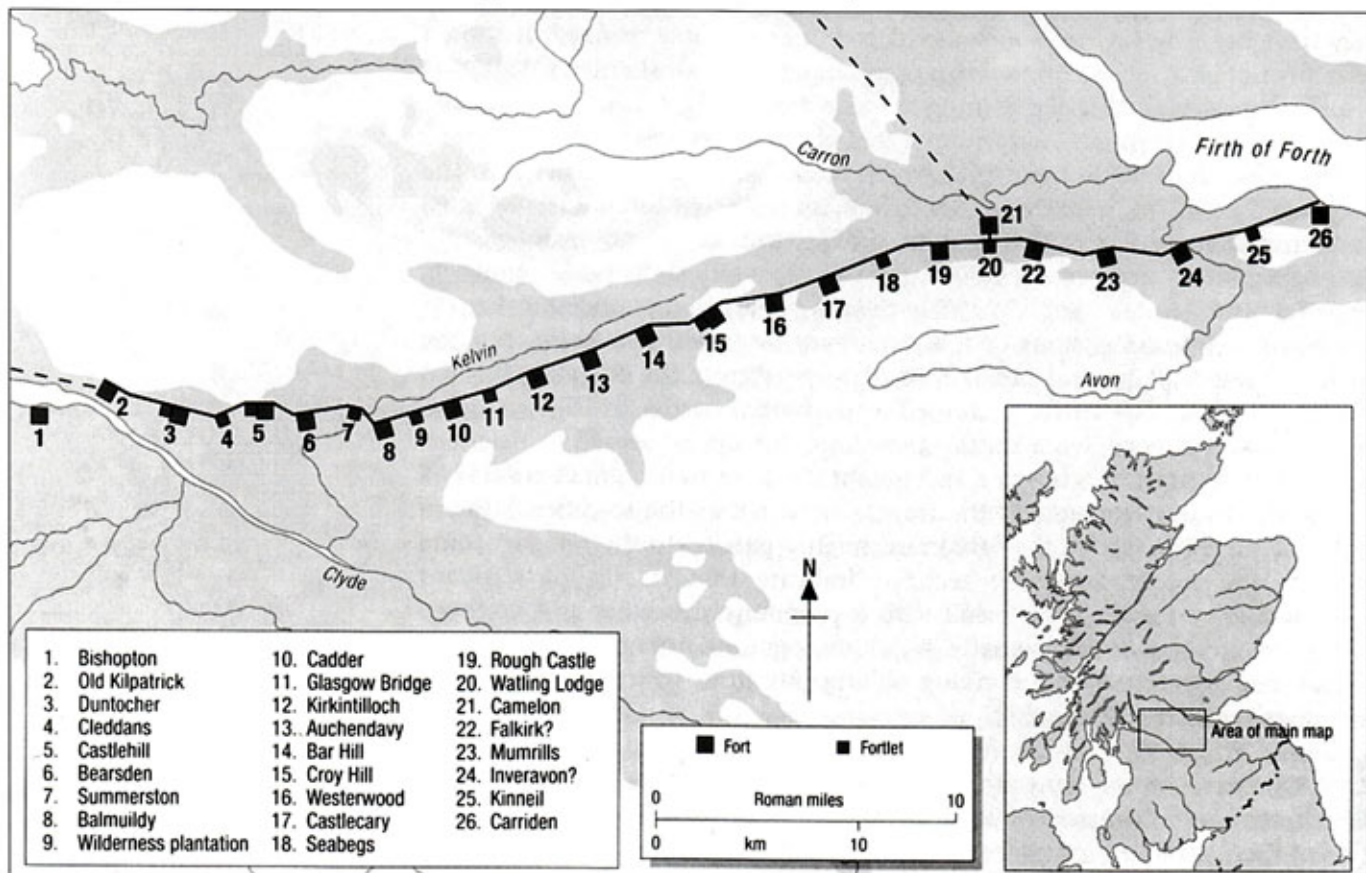 Carron
Firth of Forth
21
26
20
22
25
19
23
24
18
17
16
15
Kelvin
14
13
Avon
12
2
11
10
1
3
4
5
6
7
8
9
Clyde
N
1. Bishopton
2. Old Kilpatrick
3. Duntocher
4. Cleddans
5. Castlehill
6. Bearsden
7. Summerston
8. Balmuildy
9. Wilderness plantation
10. Cadder
11. Glasgow Bridge
12. Kirkintilloch
13. Auchendavy
14. Bar Hill
15. Croy Hill
16. Westerwood
17. Castlecary
18. Seabegs
19. Rough Castle
20. Watling Lodge
21. Camelon
22. Falkirk?
23. Mumrills
24. Inveravon?
25. Kinneil
26. Carriden
Fort Fortlet
0 Roman miles 10
0 km 10
Area of main map